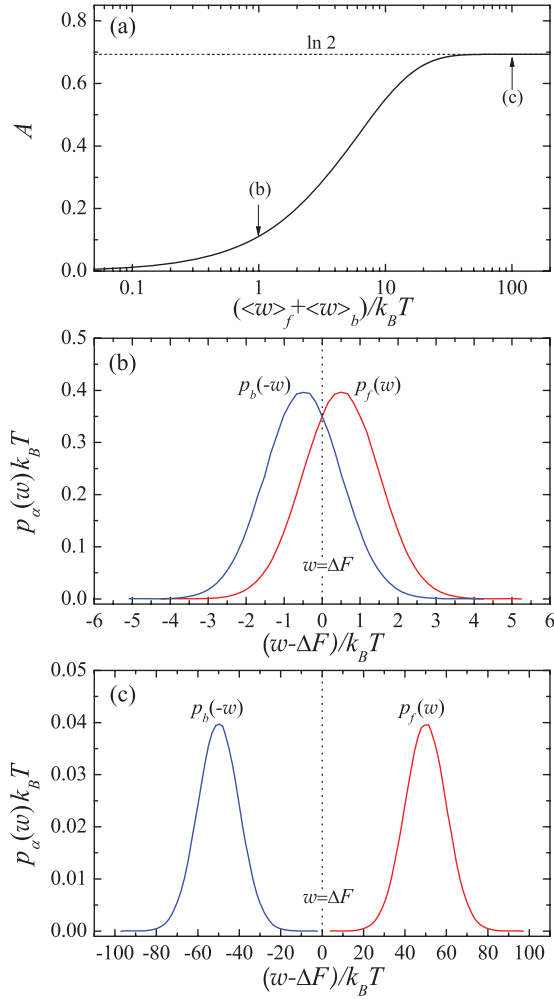 (a)
ln 2
0.8
0.6
0.4
0.2
0.0
A
(b)
(c)
0.1 1 10 100
(<w>f+<w>b)/kBT
(b)
0.5
0.4
0.3
0.2
0.1
0.0
pα(w)kBT
pb(-w)
pf(w)
w=ΔF
-6 -5 -4 -3 -2 -1 0 1 2 3 4 5 6
(w-ΔF)/kBT
(c)
0.05
0.04
0.03
0.02
0.01
0.00
pα(w)kBT
pb(-w)
pf(w)
w=ΔF
-100 -80 -60 -40 -20 0 20 40 60 80 100
(w-ΔF)/kBT